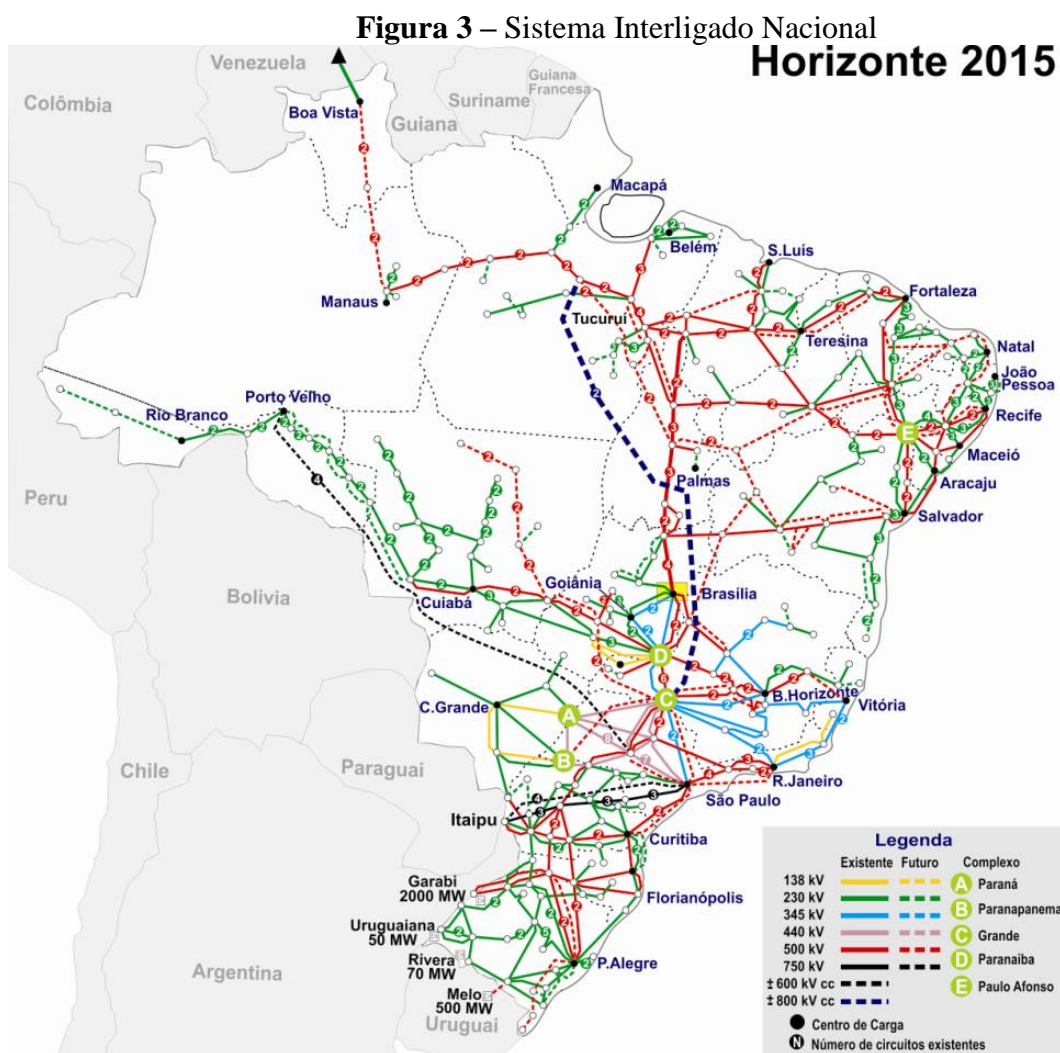 Figura 3 – Sistema Interligado Nacional
Horizonte 2015
Venezuela
Colômbia
Guiana
Francesa
Suriname
Boa Vista
Guiana
Macapá
Belém
S.Luís
Manaus
Fortaleza
Tucuruí
Teresina
Natal
João
Pessoa
Porto Velho
Rio Branco
Recife
E
Maceió
Palmas
Aracaju
Peru
Salvador
Goiânia
Bolivia
Cuiabá
Brasília
D
C
B.Horizonte
Vitória
C.Grande
A
B
Chile
Paraguai
R.Janeiro
São Paulo
Itaipu
Curitiba
Garabi
2000 MW
Florianópolis
Uruguaiana
50 MW
Rivera
70 MW
P.Alegre
Melo
500 MW
Argentina
Uruguai
Legenda
Existente Futuro Complexo
138 kV A Paraná
230 kV
345 kV B Paranapanema
440 kV C Grande
500 kV D Paranaiba
750 kV E Paulo Afonso
± 600 kV cc
± 800 kV cc
Centro de Carga
N Número de circuitos existentes